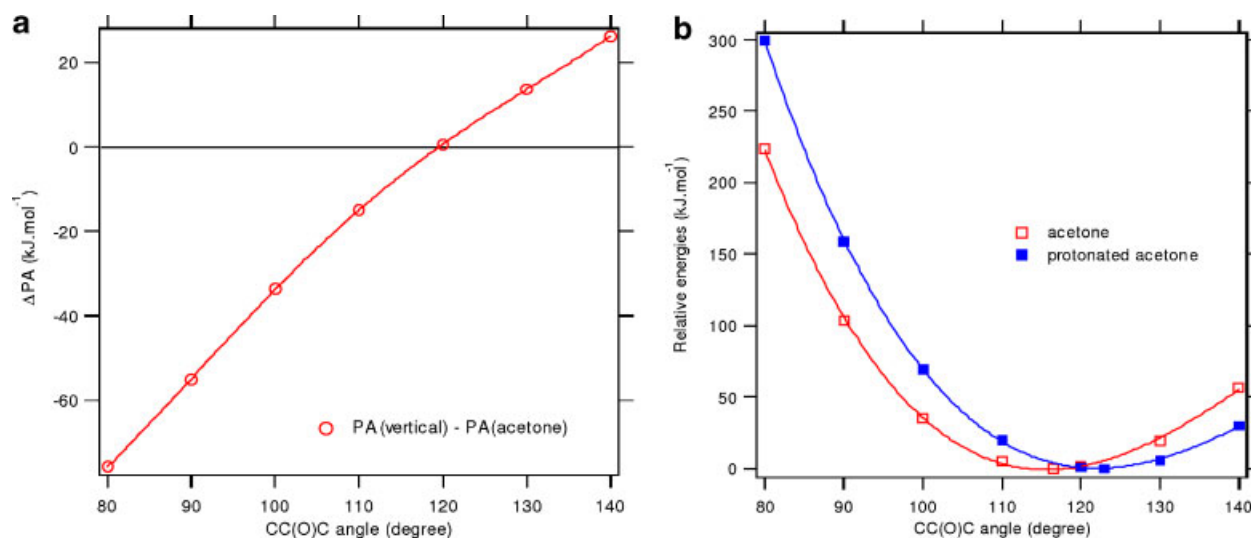 a
20
0
-20
-40
-60
ΔPA (kJ.mol⁻¹)
PA(vertical) - PA(acetone)
80 90 100 110 120 130 140
CC(O)C angle (degree)
b
300
250
200
150
100
50
0
Relative energies (kJ.mol⁻¹)
acetone
protonated acetone
80 90 100 110 120 130 140
CC(O)C angle (degree)